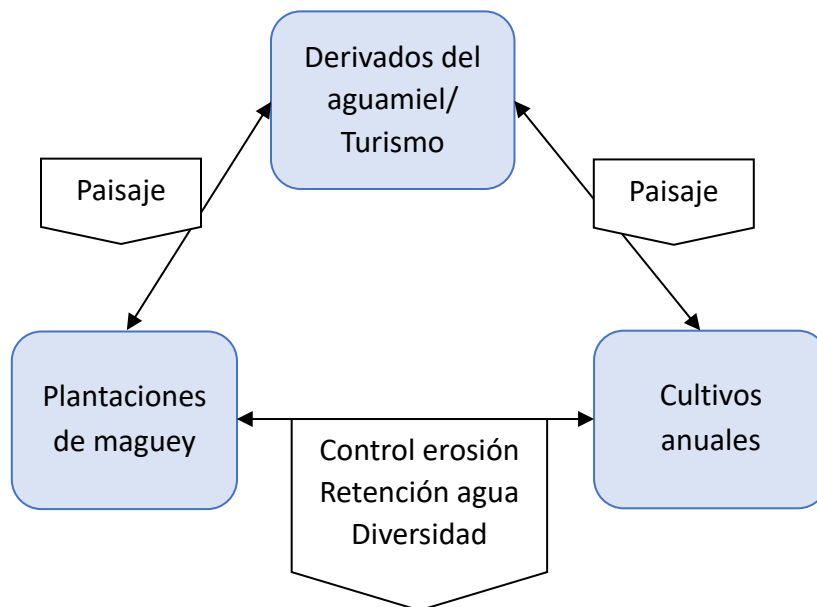 Derivados del
aguamiel/
Turismo
Paisaje
Paisaje
Plantaciones
de maguey
Control erosión
Retención agua
Diversidad
Cultivos
anuales